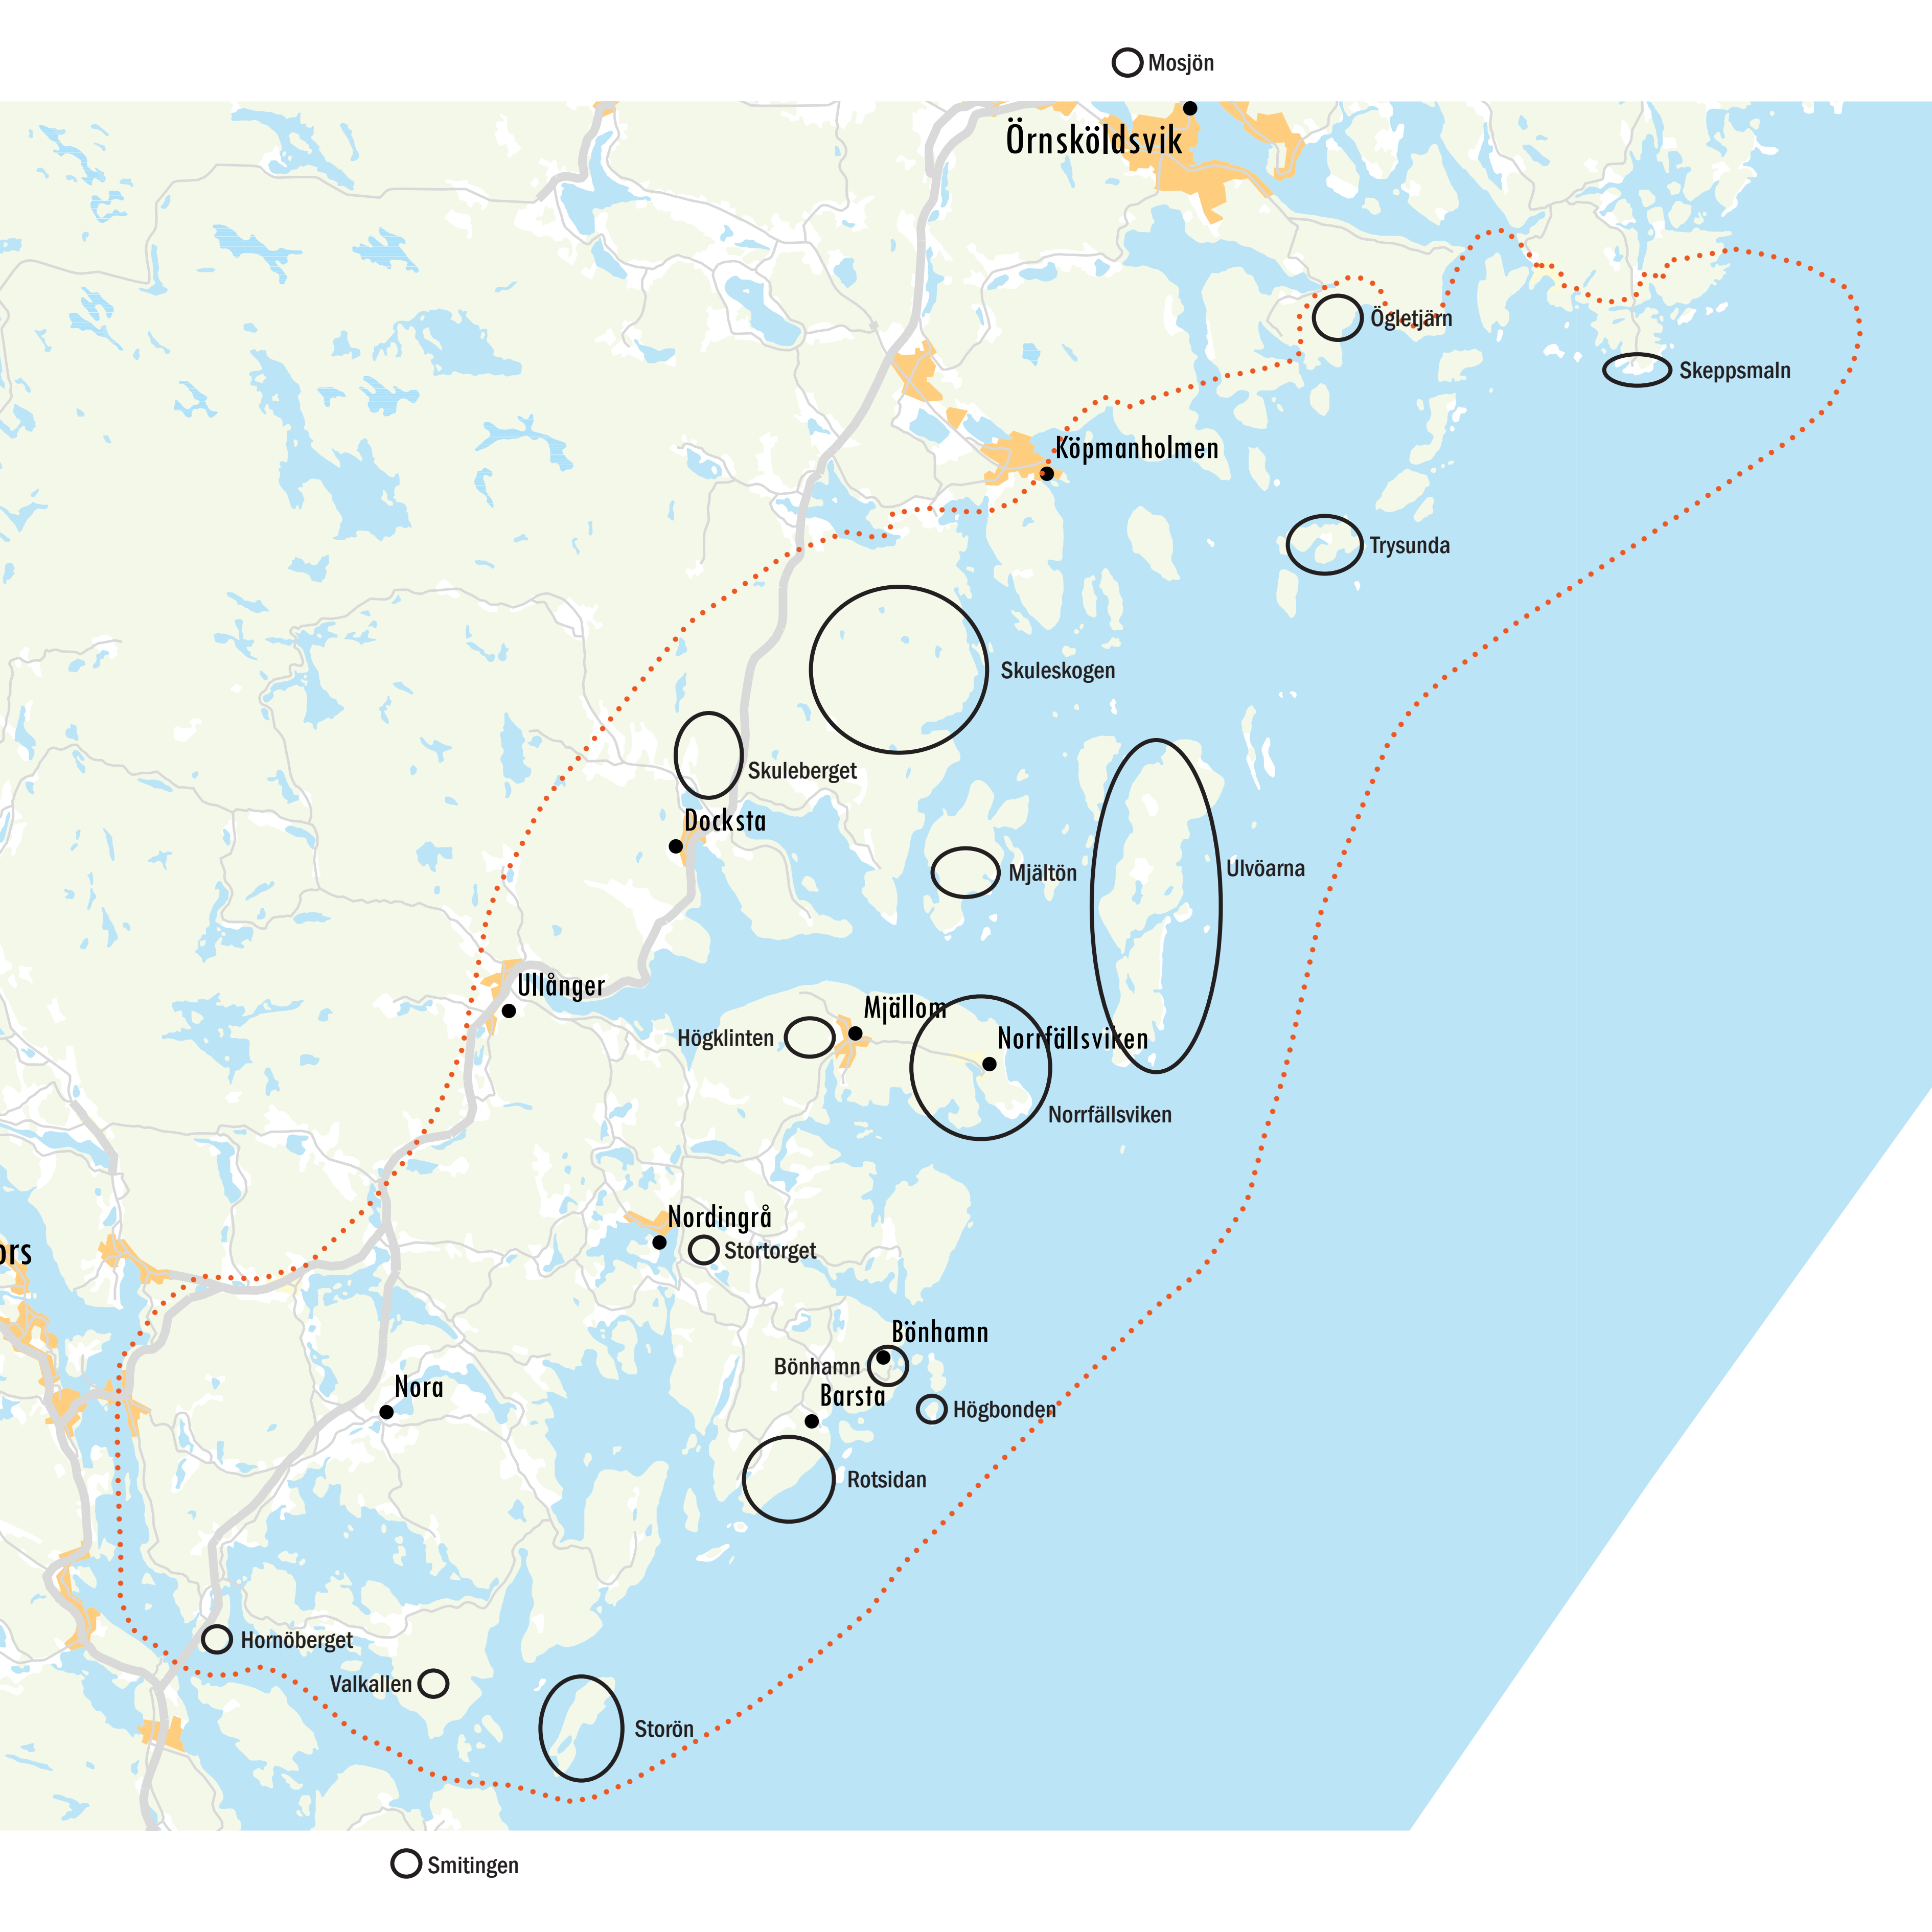 Mosjön
Örnsköldsvik
Ögletjärn
Skeppsmaln
Köpmanholmen
Trysunda
Skuleskogen
Skuleberget
Docksta
Ulvöarna
Mjältön
Ullånger
Mjällom
Högklinten
Norrfällsviken
Norrfällsviken
Nordingrå
Stortorget
ors
Bönhamn
Bönhamn
Nora
Barsta
Högbonden
Rotsidan
Hornöberget
Valkallen
Storön
Smitingen